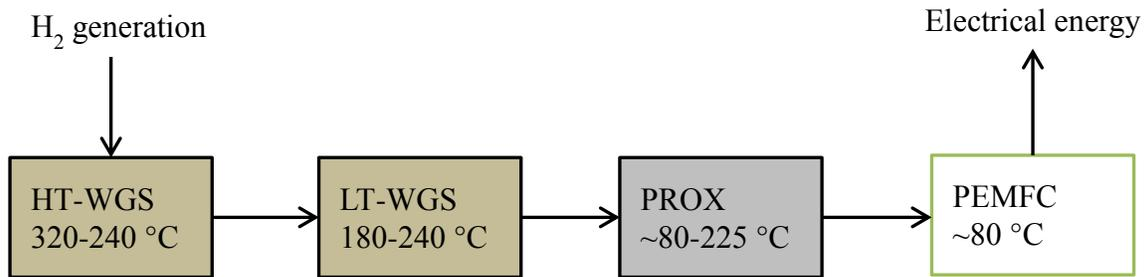 H₂ generation
Electrical energy
HT-WGS
320-240 °C
LT-WGS
180-240 °C
PROX
~80-225 °C
PEMFC
~80 °C